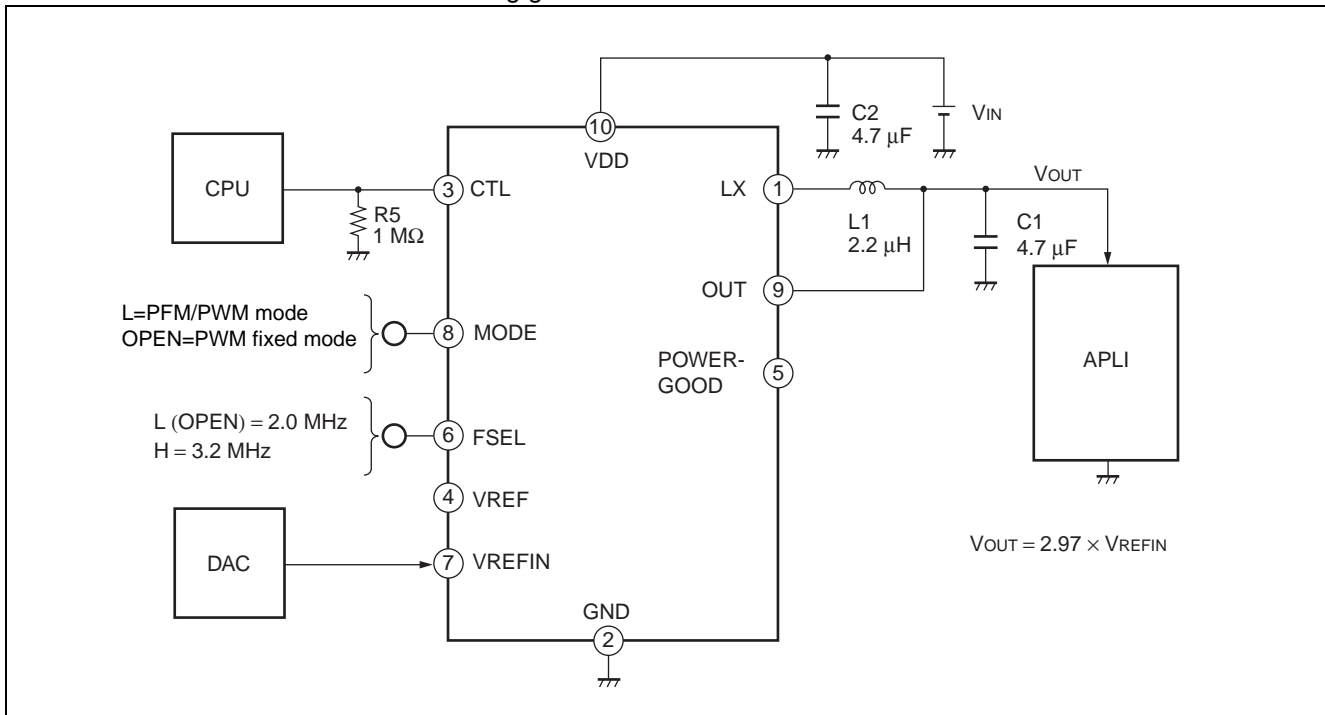 VIN
C2
4.7 μF
10
VDD
CPU
3
CTL
R5
1 MΩ
LX
1
L1
2.2 μH
VOUT
C1
4.7 μF
OUT
9
L=PFM/PWM mode
OPEN=PWM fixed mode
8
MODE
POWER-
GOOD
5
APLI
L (OPEN) = 2.0 MHz
H = 3.2 MHz
6
FSEL
4
VREF
DAC
7
VREFIN
VOUT = 2.97 × VREFIN
GND
2